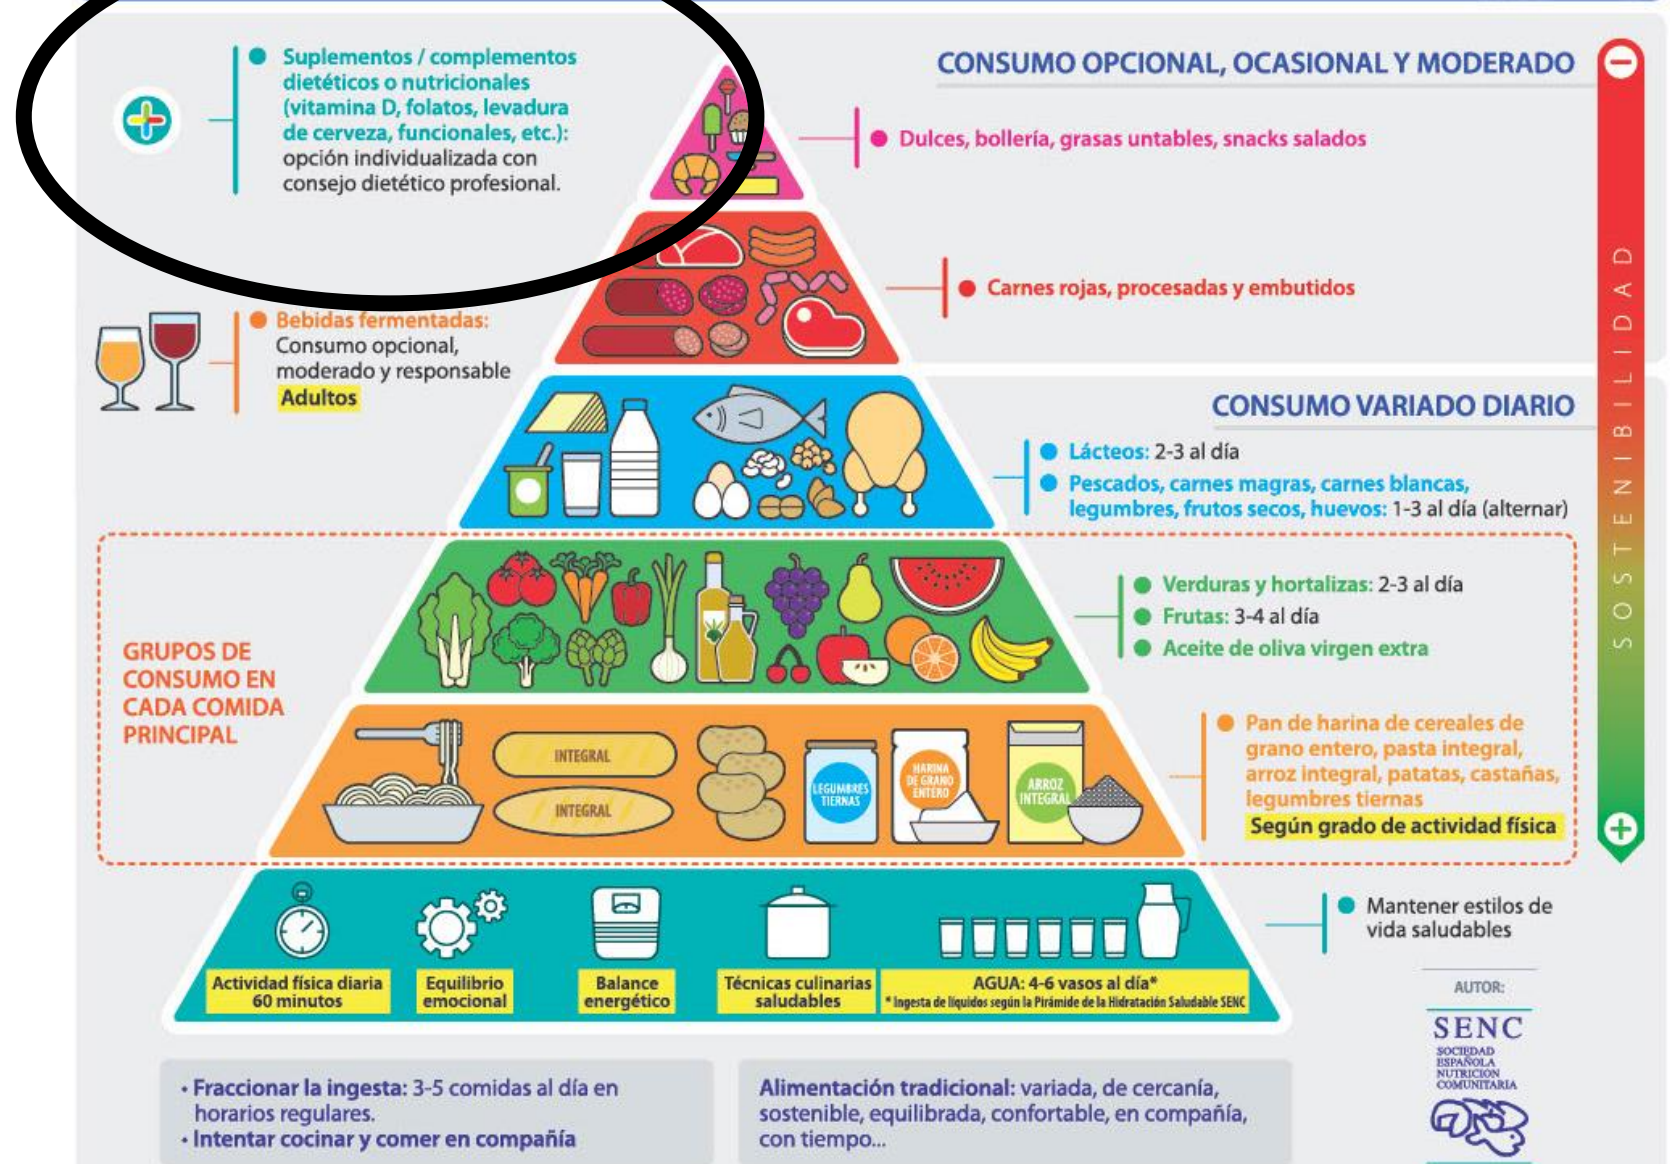 Suplementos / complementos
dietéticos o nutricionales
(vitamina D, folatos, levadura
de cerveza, funcionales, etc.):
opción individualizada con
consejo dietético profesional.
CONSUMO OPCIONAL, OCASIONAL Y MODERADO
Dulces, bollería, grasas untables, snacks salados
Carnes rojas, procesadas y embutidos
Bebidas fermentadas:
Consumo opcional,
moderado y responsable
Adultos
CONSUMO VARIADO DIARIO
Lácteos: 2-3 al día
Pescados, carnes magras, carnes blancas,
legumbres, frutos secos, huevos: 1-3 al día (alternar)
SOSTENIBILIDAD
GRUPOS DE
CONSUMO EN
CADA COMIDA
PRINCIPAL
Verduras y hortalizas: 2-3 al día
Frutas: 3-4 al día
Aceite de oliva virgen extra
INTEGRAL
INTEGRAL
LEGUMBRES
TIERNAS
HARINA
DE GRANO
ENTERO
ARROZ
INTEGRAL
Pan de harina de cereales de
grano entero, pasta integral,
arroz integral, patatas, castañas,
legumbres tiernas
Según grado de actividad física
Mantener estilos de
vida saludables
Actividad física diaria
60 minutos
Equilibrio
emocional
Balance
energético
Técnicas culinarias
saludables
AGUA: 4-6 vasos al día*
* Ingesta de líquidos según la Pirámide de la Hidratación Saludable SENC
AUTOR:
SENC
SOCIEDAD
ESPAÑOLA
NUTRICIÓN
COMUNITARIA
• Fraccionar la ingesta: 3-5 comidas al día en
horarios regulares.
• Intentar cocinar y comer en compañía
Alimentación tradicional: variada, de cercanía,
sostenible, equilibrada, confortable, en compañía,
con tiempo...